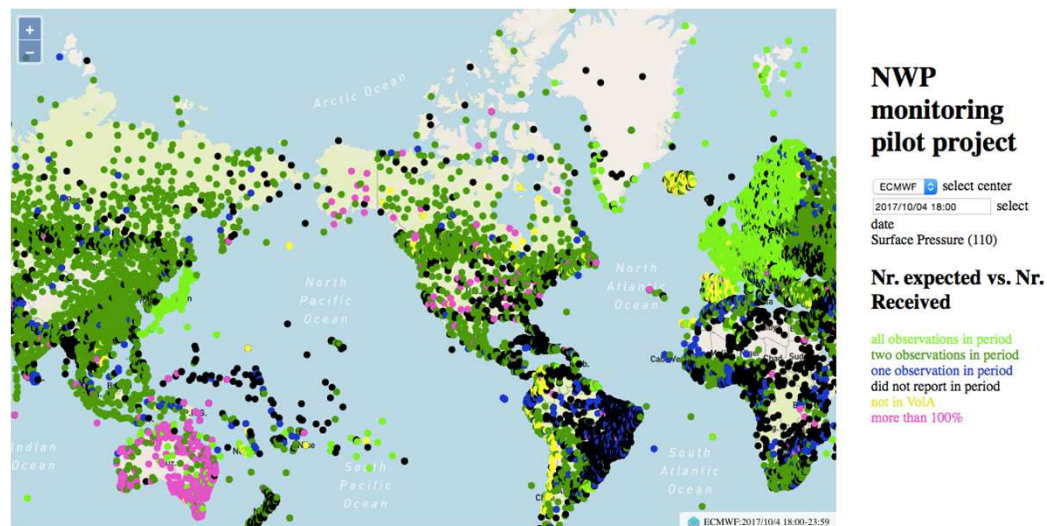 +
−
Arctic Ocean
North
Pacific
Ocean
North
Atlantic
Ocean
Indian
Ocean
South
Pacific
Ocean
South
Atlantic
Ocean
ECMWF:2017/10/4 18:00-23:59
NWP
monitoring
pilot project
ECMWF select center
2017/10/04 18:00 select
date
Surface Pressure (110)
Nr. expected vs. Nr.
Received
all observations in period
two observations in period
one observation in period
did not report in period
not in VolA
more than 100%